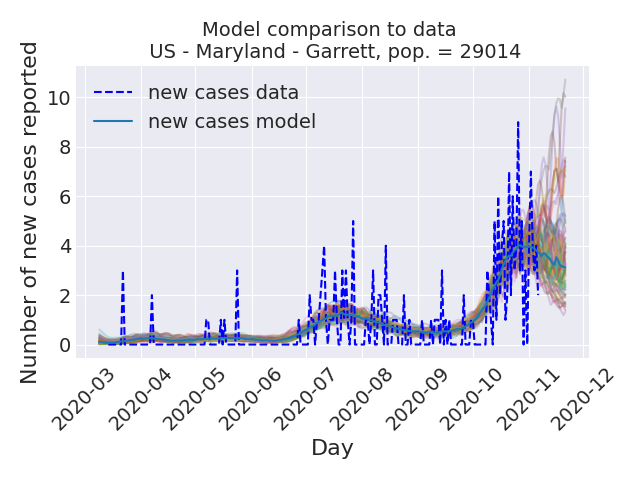 Model comparison to data
US - Maryland - Garrett, pop. = 29014
Number of new cases reported
10
8
6
4
2
0
new cases data
new cases model
2020-03
2020-04
2020-05
2020-06
2020-07
2020-08
2020-09
2020-10
2020-11
2020-12
Day